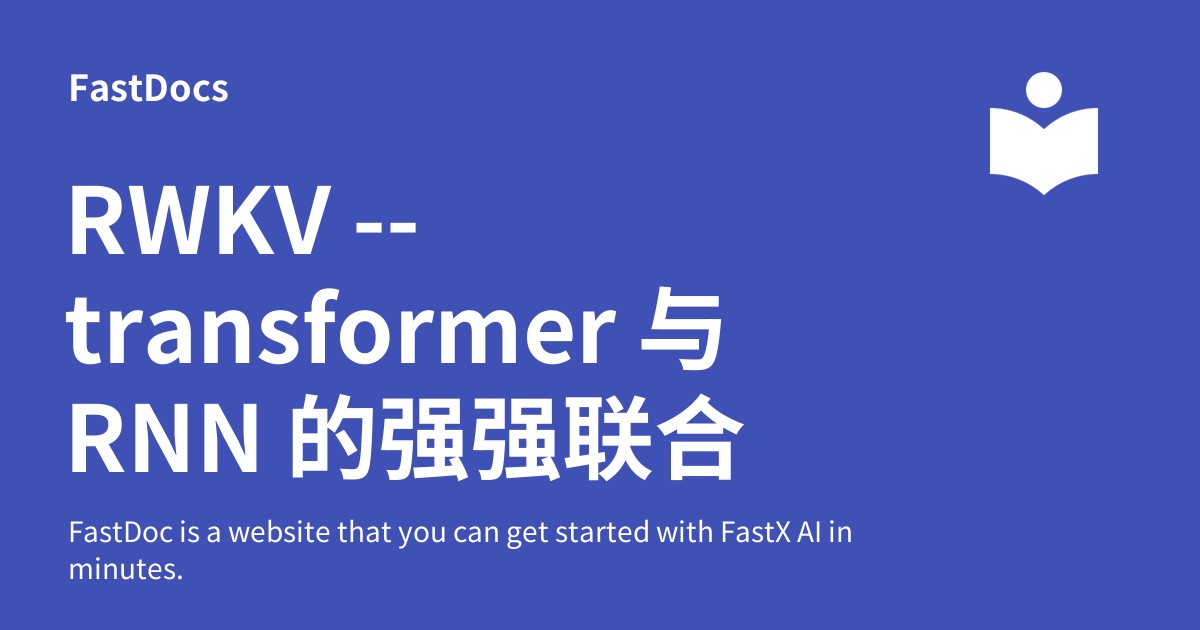 FastDocs
RWKV --
transformer 与
RNN 的强强联合
FastDoc is a website that you can get started with FastX AI in
minutes.